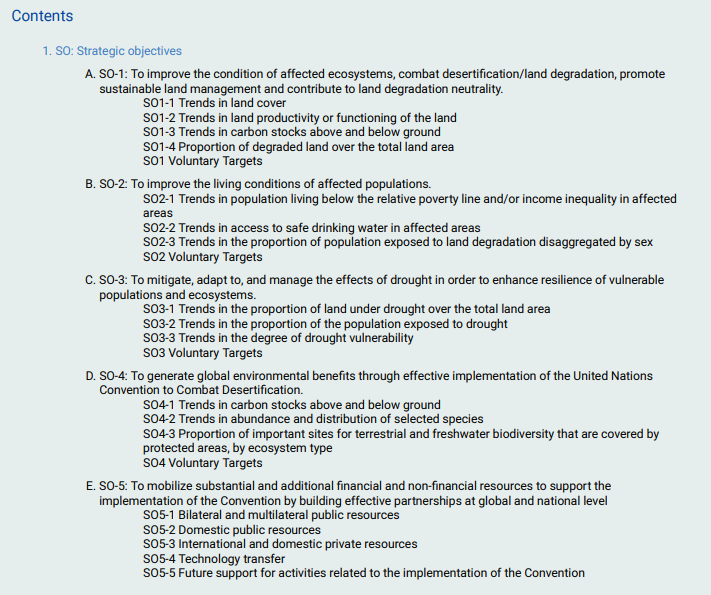 Contents
1. SO: Strategic objectives
A. SO-1: To improve the condition of affected ecosystems, combat desertification/land degradation, promote
sustainable land management and contribute to land degradation neutrality.
SO1-1 Trends in land cover
SO1-2 Trends in land productivity or functioning of the land
SO1-3 Trends in carbon stocks above and below ground
SO1-4 Proportion of degraded land over the total land area
SO1 Voluntary Targets
B. SO-2: To improve the living conditions of affected populations.
SO2-1 Trends in population living below the relative poverty line and/or income inequality in affected
areas
SO2-2 Trends in access to safe drinking water in affected areas
SO2-3 Trends in the proportion of population exposed to land degradation disaggregated by sex
SO2 Voluntary Targets
C. SO-3: To mitigate, adapt to, and manage the effects of drought in order to enhance resilience of vulnerable
populations and ecosystems.
SO3-1 Trends in the proportion of land under drought over the total land area
SO3-2 Trends in the proportion of the population exposed to drought
SO3-3 Trends in the degree of drought vulnerability
SO3 Voluntary Targets
D. SO-4: To generate global environmental benefits through effective implementation of the United Nations
Convention to Combat Desertification.
SO4-1 Trends in carbon stocks above and below ground
SO4-2 Trends in abundance and distribution of selected species
SO4-3 Proportion of important sites for terrestrial and freshwater biodiversity that are covered by
protected areas, by ecosystem type
SO4 Voluntary Targets
E. SO-5: To mobilize substantial and additional financial and non-financial resources to support the
implementation of the Convention by building effective partnerships at global and national level
SO5-1 Bilateral and multilateral public resources
SO5-2 Domestic public resources
SO5-3 International and domestic private resources
SO5-4 Technology transfer
SO5-5 Future support for activities related to the implementation of the Convention